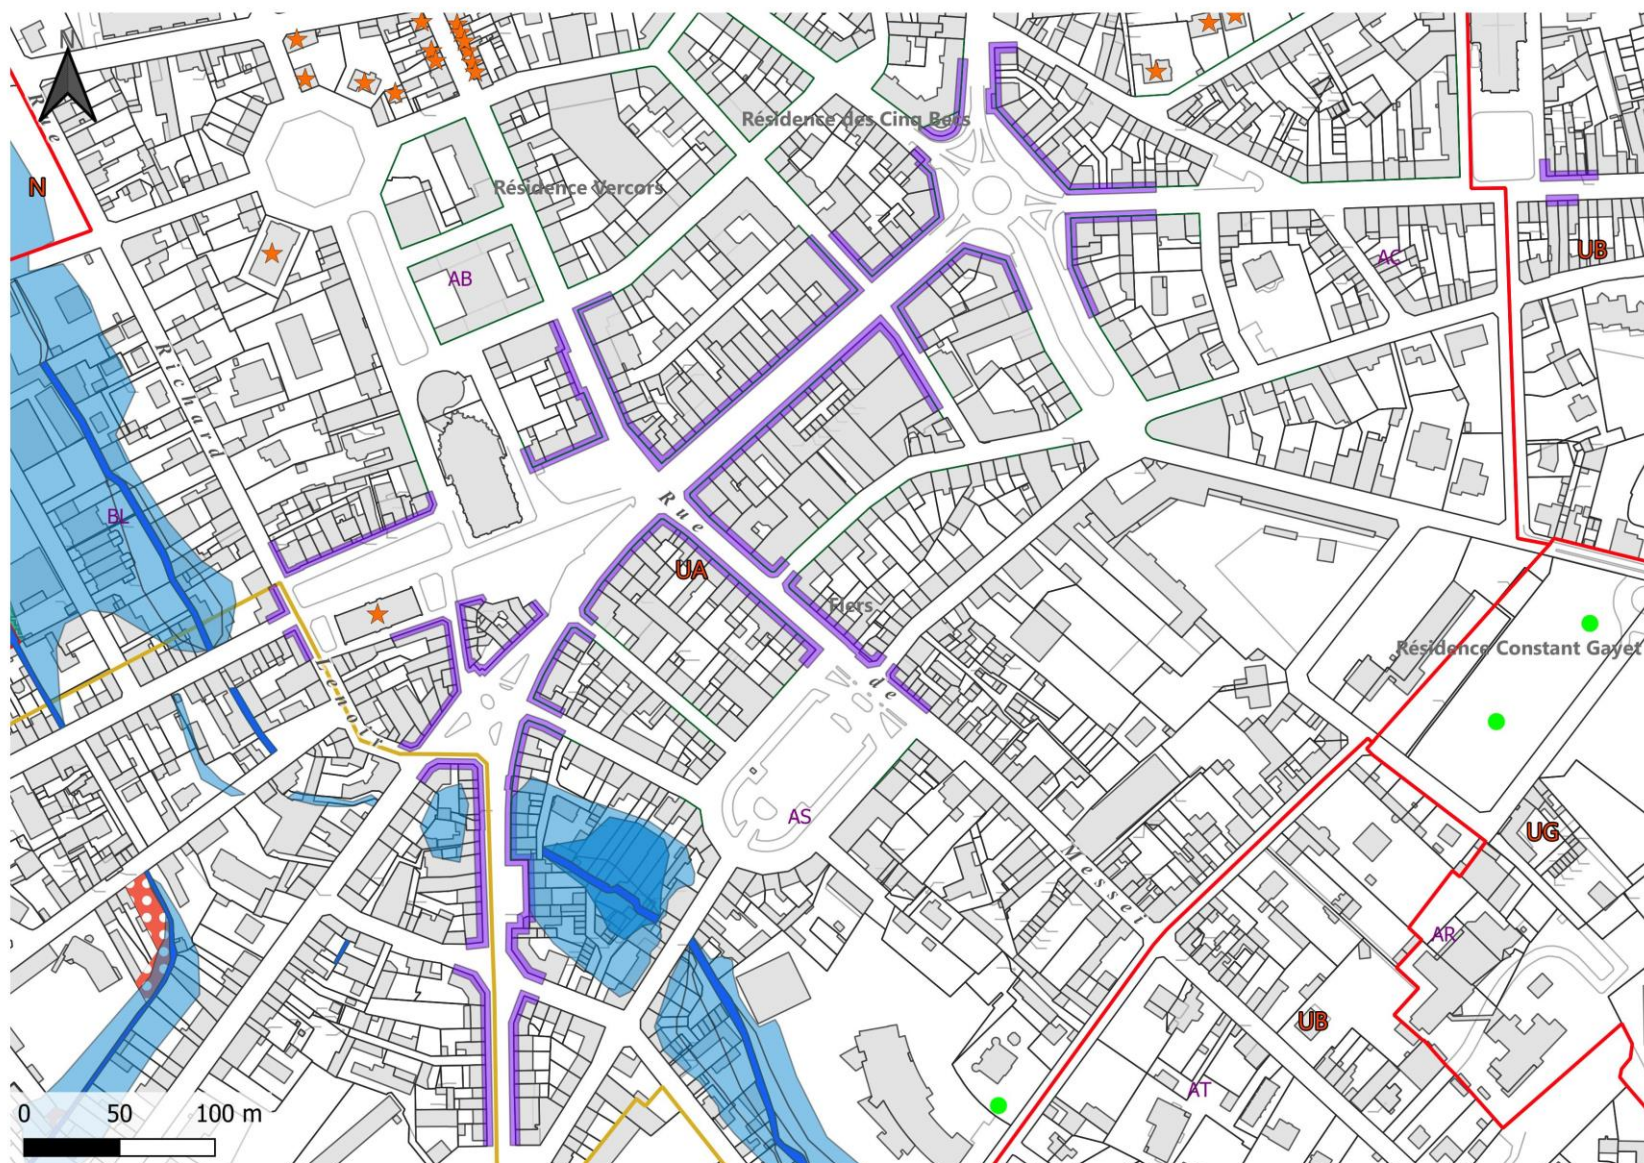 N
Rue
Résidence des Cinq Becs
N
Résidence Vercors
UB
AC
AB
Richard
BL
Rue
UA
Flers
Résidence Constant Gayet
de
Lenoir
AS
UG
Messei
AR
UB
AT
0 50 100 m